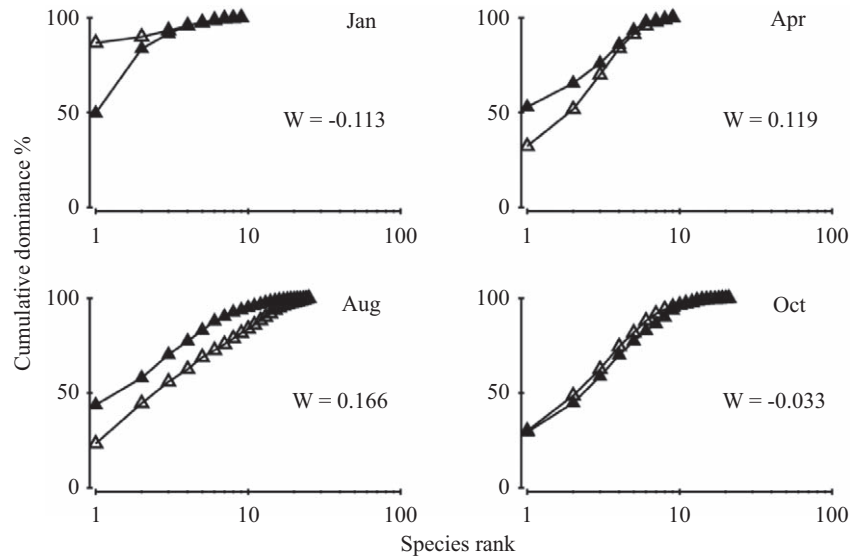 100
Jan
50
W = -0.113
0
1
10
100
100
Apr
50
W = 0.119
0
1
10
100
Cumulative dominance %
100
Aug
50
W = 0.166
0
1
10
100
100
Oct
50
W = -0.033
0
1
10
100
Species rank